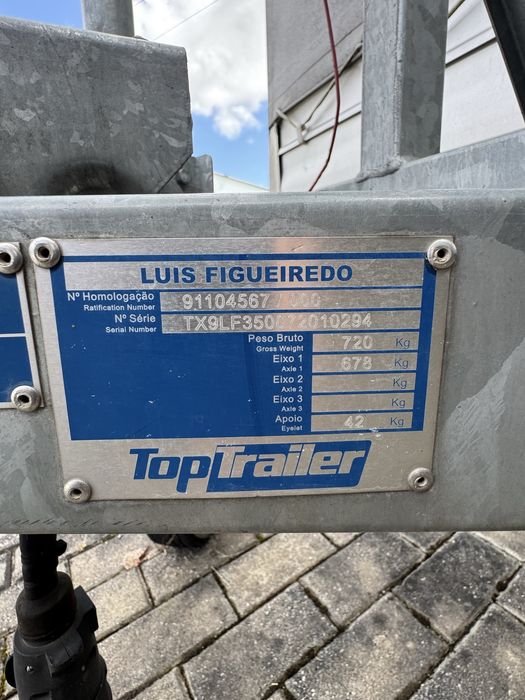 LUIS FIGUEIREDO
Nº Homologação
Ratification Number
Nº Série
Serial Number
Peso Bruto 720 Kg
Gross Weight
Eixo 1 678 Kg
Axle 1
Eixo 2 Kg
Axle 2
Eixo 3 Kg
Axle 3
Apoio 42 Kg
Eyelet
TopTrailer